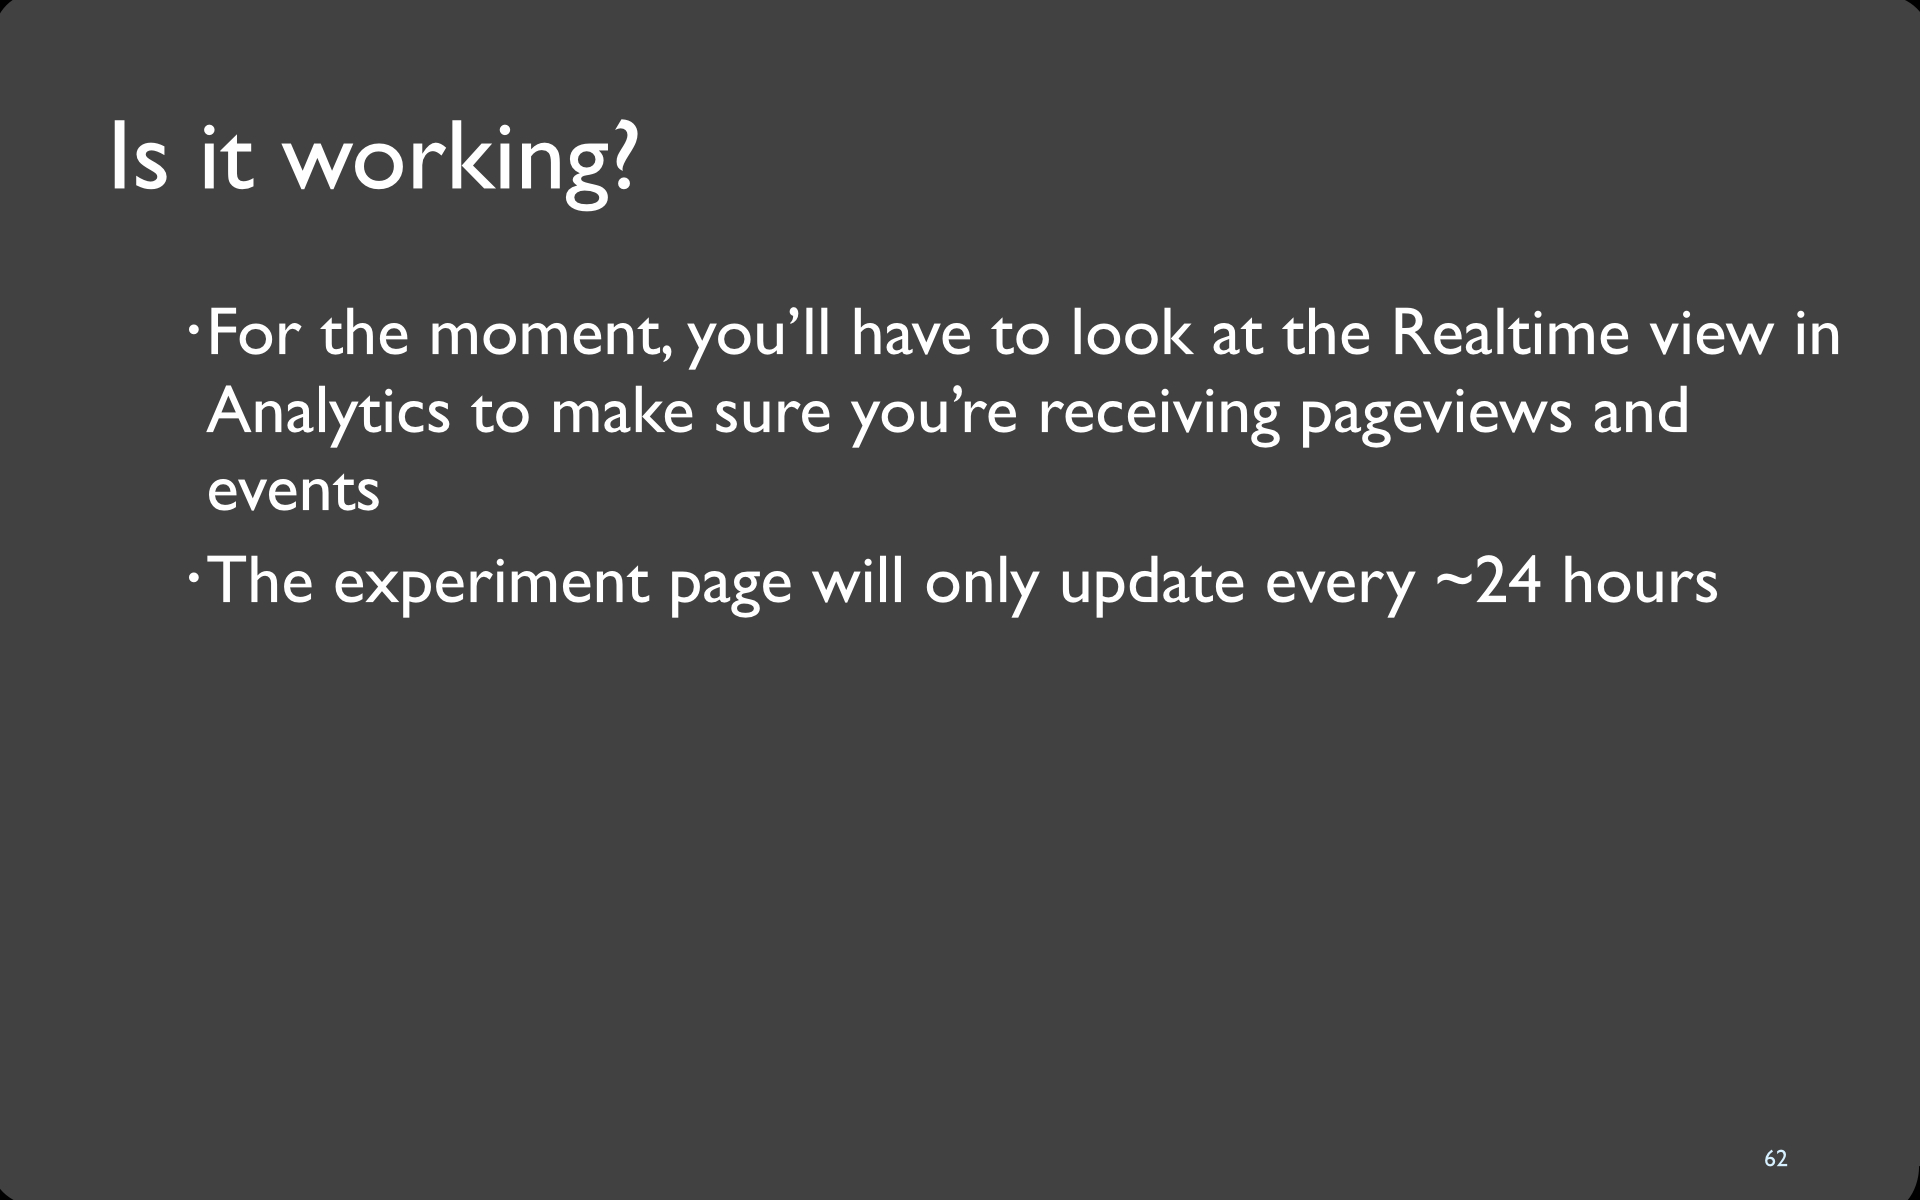 Is it working?
·For the moment, you’ll have to look at the Realtime view in
Analytics to make sure you’re receiving pageviews and
events
·The experiment page will only update every ~24 hours
62